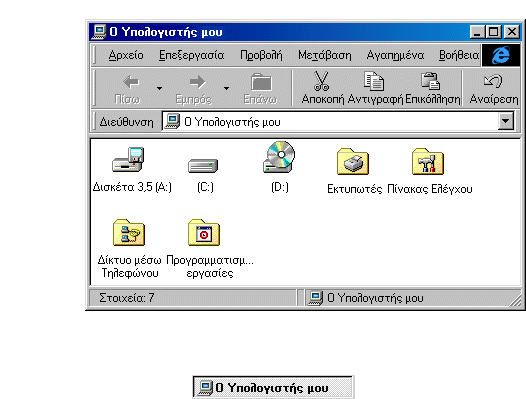 Ο Υπολογιστής μου
Αρχείο Επεξεργασία Προβολή Μετάβαση Αγαπημένα Βοήθεια
Πίσω Εμπρός Επάνω Αποκοπή Αντιγραφή Επικόλληση Αναίρεση
Διεύθυνση Ο Υπολογιστής μου
Δισκέτα 3,5 (A:) (C:) (D:) Εκτυπωτές Πίνακας Ελέγχου
Δίκτυο μέσω Προγραμματισμ...
Τηλεφώνου εργασίες
Στοιχεία: 7 Ο Υπολογιστής μου
Ο Υπολογιστής μου